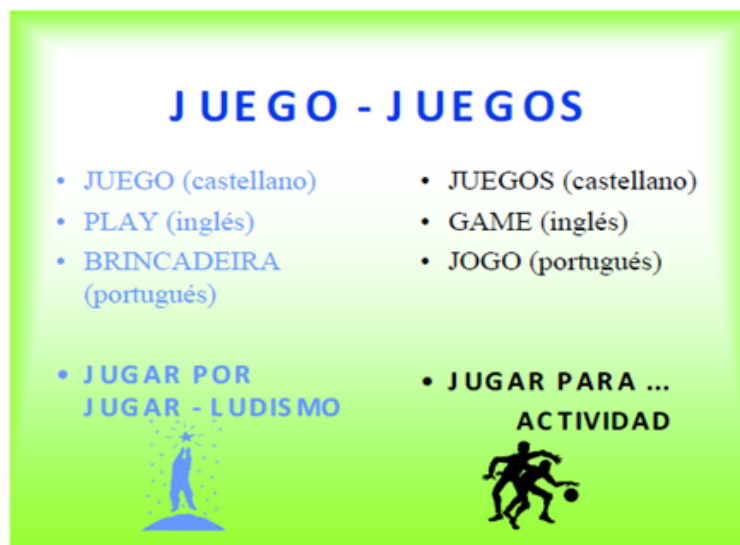 JUEGO - JUEGOS
• JUEGO (castellano)
• PLAY (inglés)
• BRINCADEIRA
(portugués)
• JUGAR POR
JUGAR - LUDISMO
• JUEGOS (castellano)
• GAME (inglés)
• JOGO (portugués)
• JUGAR PARA ...
ACTIVIDAD